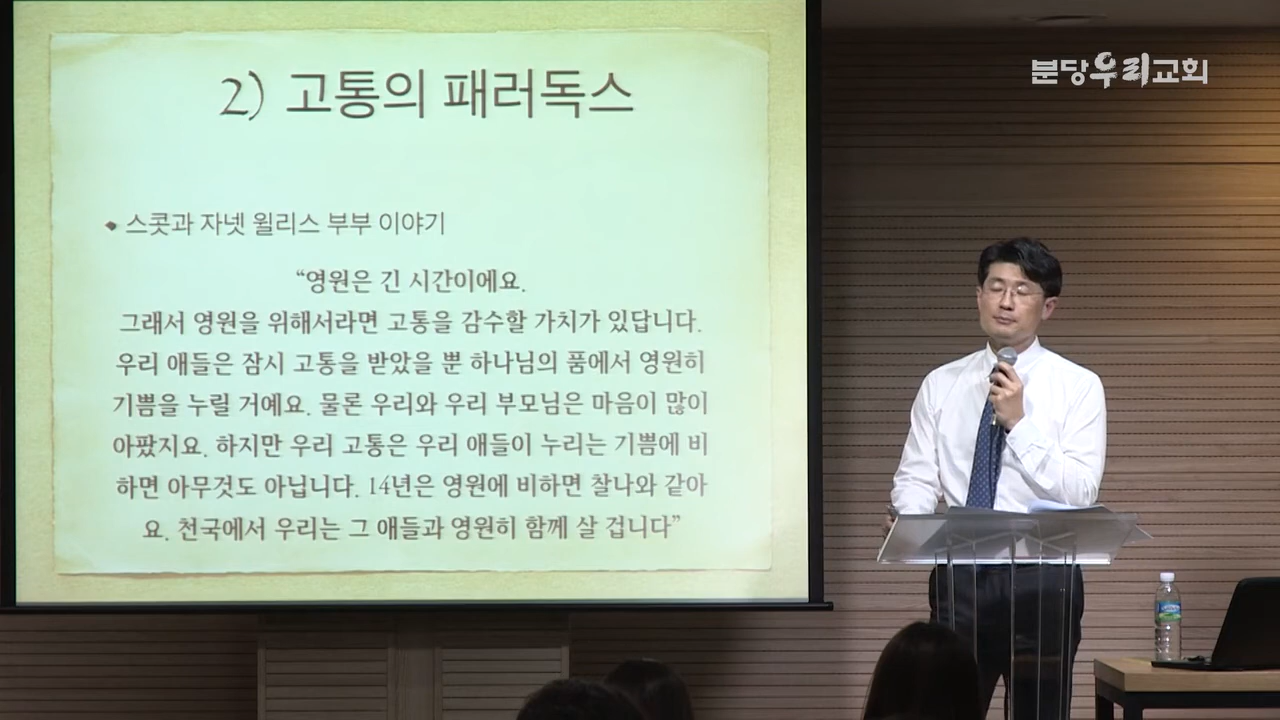 분당우리교회
2) 고통의 패러독스
스콧과 자넷 윌리스 부부 이야기
“영원은 긴 시간이에요.
그래서 영원을 위해서라면 고통을 감수할 가치가 있답니다.
우리 애들은 잠시 고통을 받았을 뿐 하나님의 품에서 영원히
기쁨을 누릴 거예요. 물론 우리와 우리 부모님은 마음이 많이
아팠지요. 하지만 우리 고통은 우리 애들이 누리는 기쁨에 비
하면 아무것도 아닙니다. 14년은 영원에 비하면 찰나와 같아
요. 천국에서 우리는 그 애들과 영원히 함께 살 겁니다”